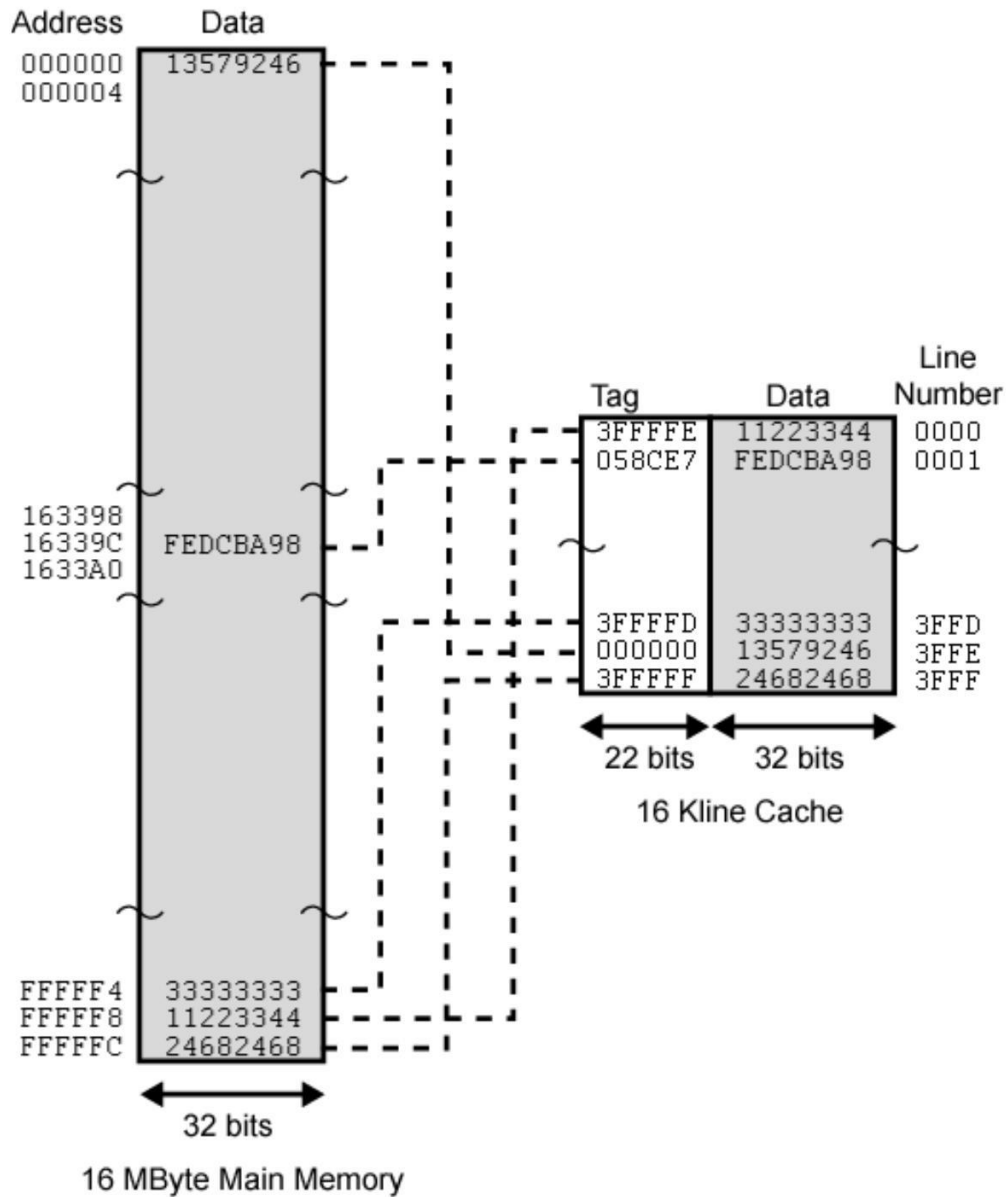 Address Data
000000 13579246
000004
163398
16339C FEDCBA98
1633A0
FFFFF4 33333333
FFFFF8 11223344
FFFFFC 24682468
32 bits
16 MByte Main Memory
Line
Tag Data Number
3FFFFE 11223344 0000
058CE7 FEDCBA98 0001
3FFFFD 33333333 3FFD
000000 13579246 3FFE
3FFFFF 24682468 3FFF
22 bits 32 bits
16 Kline Cache